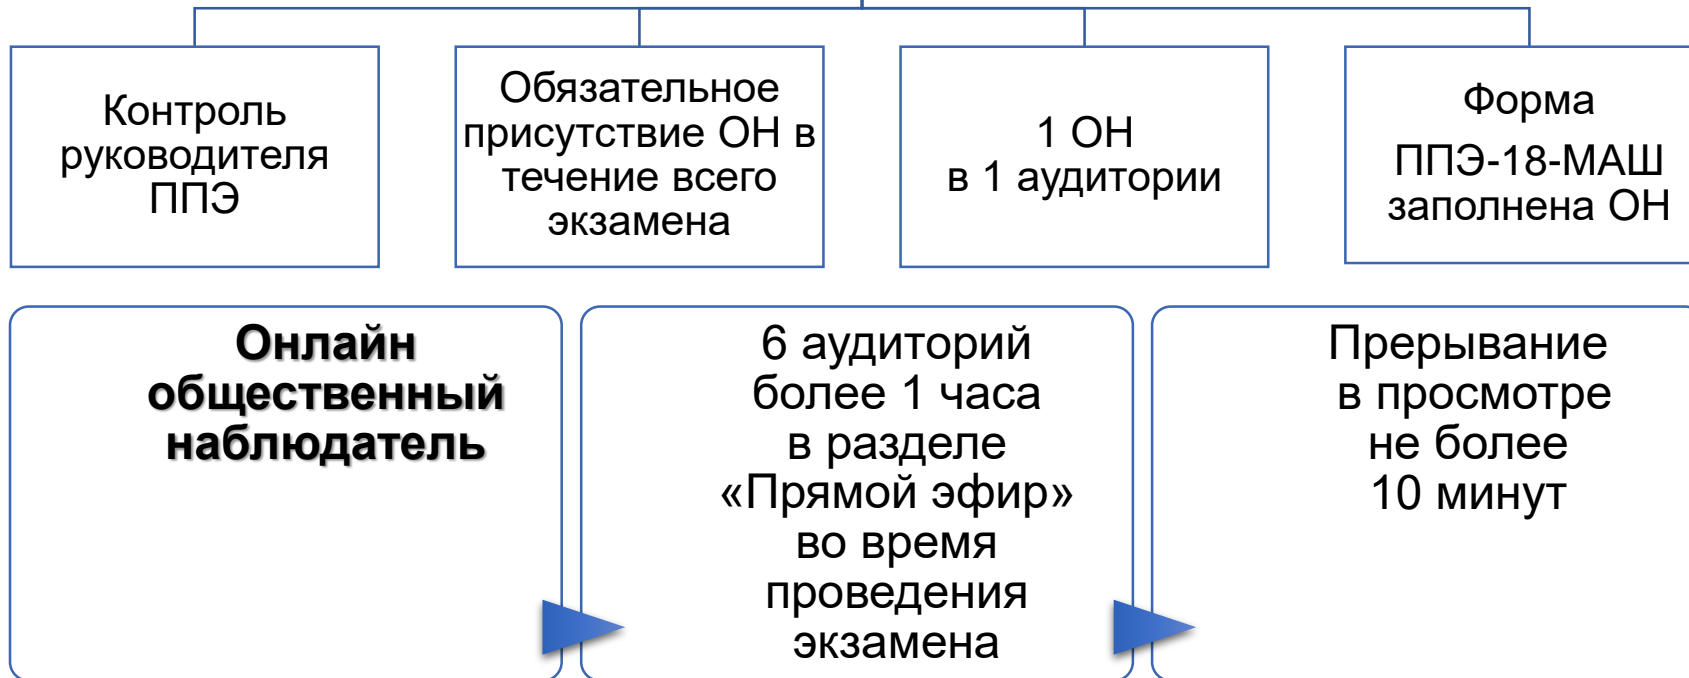 Контроль
руководителя
ППЭ
Обязательное
присутствие ОН в
течение всего
экзамена
1 ОН
в 1 аудитории
Форма
ППЭ-18-МАШ
заполнена ОН
Онлайн
общественный
наблюдатель
6 аудиторий
более 1 часа
в разделе
«Прямой эфир»
во время
проведения
экзамена
Прерывание
в просмотре
не более
10 минут